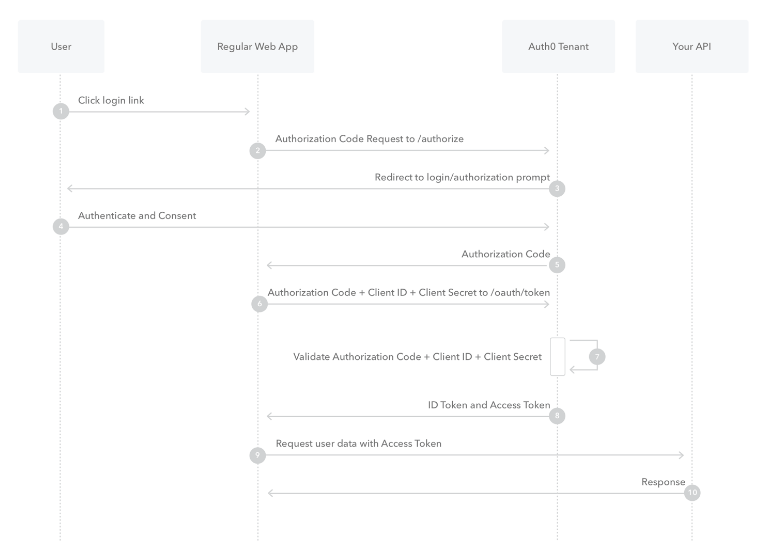 User
Regular Web App
Auth0 Tenant
Your API
Click login link
1
Authorization Code Request to /authorize
2
Redirect to login/authorization prompt
3
Authenticate and Consent
4
Authorization Code
5
Authorization Code + Client ID + Client Secret to /oauth/token
6
Validate Authorization Code + Client ID + Client Secret
7
ID Token and Access Token
8
Request user data with Access Token
9
Response
10